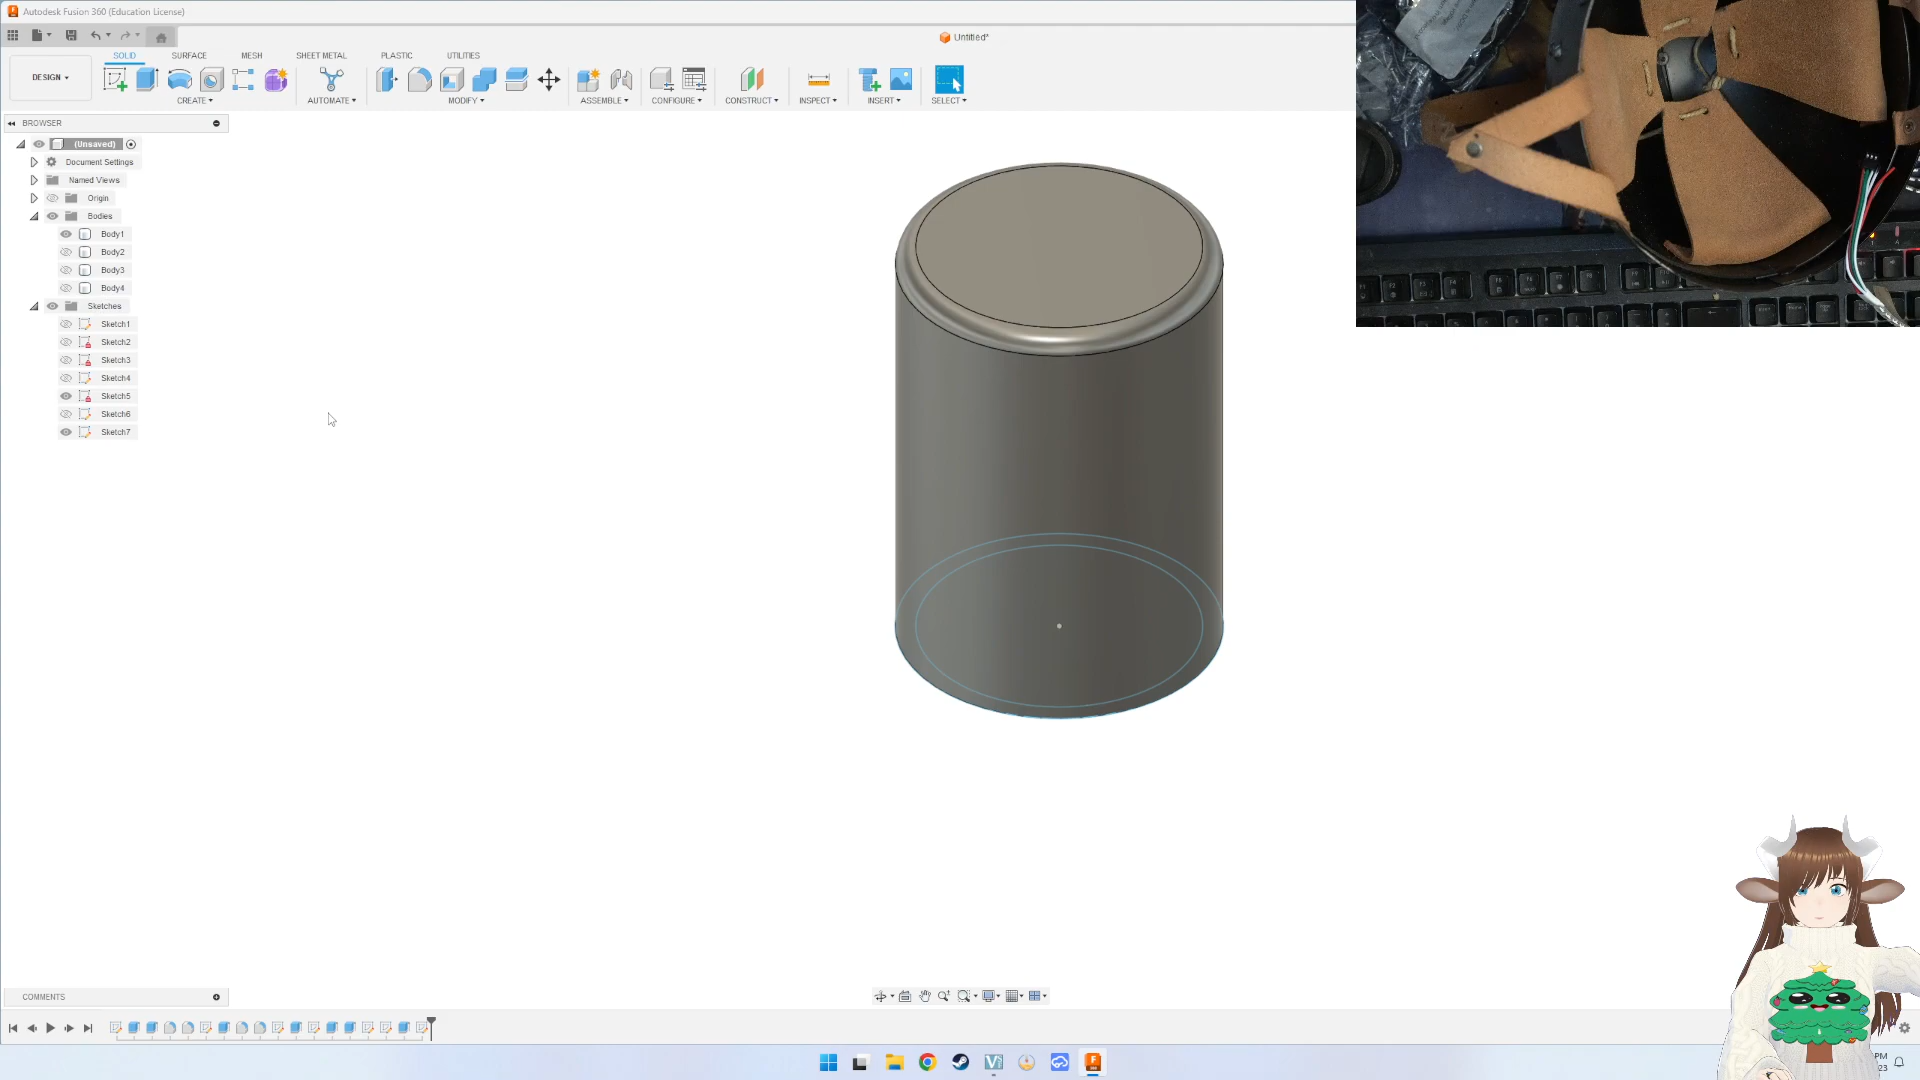 Autodesk Fusion 360 (Education License)
Untitled*
SOLID SURFACE MESH SHEET METAL PLASTIC UTILITIES
DESIGN
CREATE AUTOMATE MODIFY ASSEMBLE CONFIGURE CONSTRUCT INSPECT INSERT SELECT
BROWSER
(Unsaved)
Document Settings
Named Views
Origin
Bodies
Body1
Body2
Body3
Body4
Sketches
Sketch1
Sketch2
Sketch3
Sketch4
Sketch5
Sketch6
Sketch7
COMMENTS
PM
23